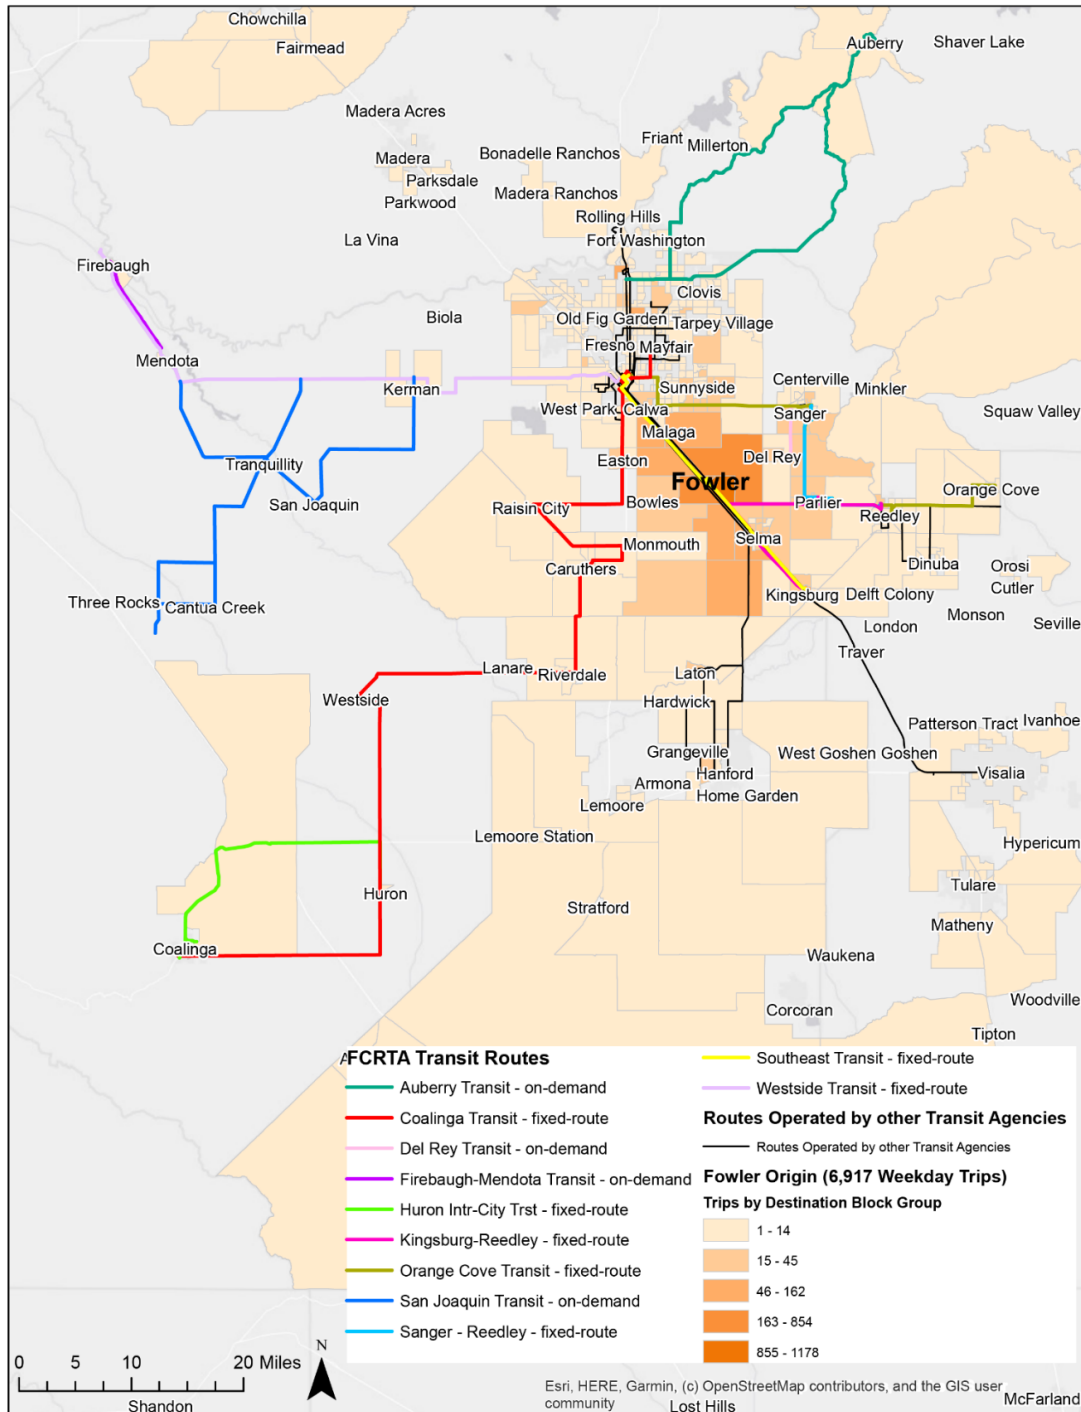 Chowchilla
Fairmead
Auberry
Shaver Lake
Madera Acres
Friant
Millerton
Madera
Bonadelle Ranchos
Parksdale
Madera Ranchos
Parkwood
Rolling Hills
La Vina
Fort Washington
Firebaugh
Clovis
Biola
Old Fig Garden
Tarpey Village
Fresno
Mayfair
Mendota
Kerman
Sunnyside
Centerville
Minkler
West Park
Calwa
Sanger
Squaw Valley
Malaga
Easton
Del Rey
Tranquillity
Fowler
Orange Cove
San Joaquin
Raisin City
Bowles
Parlier
Reedley
Monmouth
Selma
Caruthers
Dinuba
Orosi
Cutler
Three Rocks
Cantua Creek
Kingsburg
Delft Colony
Monson
Seville
London
Traver
Lanare
Riverdale
Laton
Westside
Hardwick
Patterson Tract
Ivanhoe
Grangeville
West Goshen
Goshen
Hanford
Visalia
Armona
Home Garden
Lemoore
Lemoore Station
Hypericum
Huron
Tulare
Stratford
Matheny
Coalinga
Waukena
Corcoran
Woodville
Tipton
A
FCRTA Transit Routes
Auberry Transit - on-demand
Coalinga Transit - fixed-route
Del Rey Transit - on-demand
Firebaugh-Mendota Transit - on-demand
Huron Intr-City Trst - fixed-route
Kingsburg-Reedley - fixed-route
Orange Cove Transit - fixed-route
San Joaquin Transit - on-demand
Sanger - Reedley - fixed-route
Southeast Transit - fixed-route
Westside Transit - fixed-route
Routes Operated by other Transit Agencies
Routes Operated by other Transit Agencies
Fowler Origin (6,917 Weekday Trips)
Trips by Destination Block Group
1 - 14
15 - 45
46 - 162
163 - 854
855 - 1178
N
0 5 10 20 Miles
Esri, HERE, Garmin, (c) OpenStreetMap contributors, and the GIS user
community
Shandon
Lost Hills
McFarland